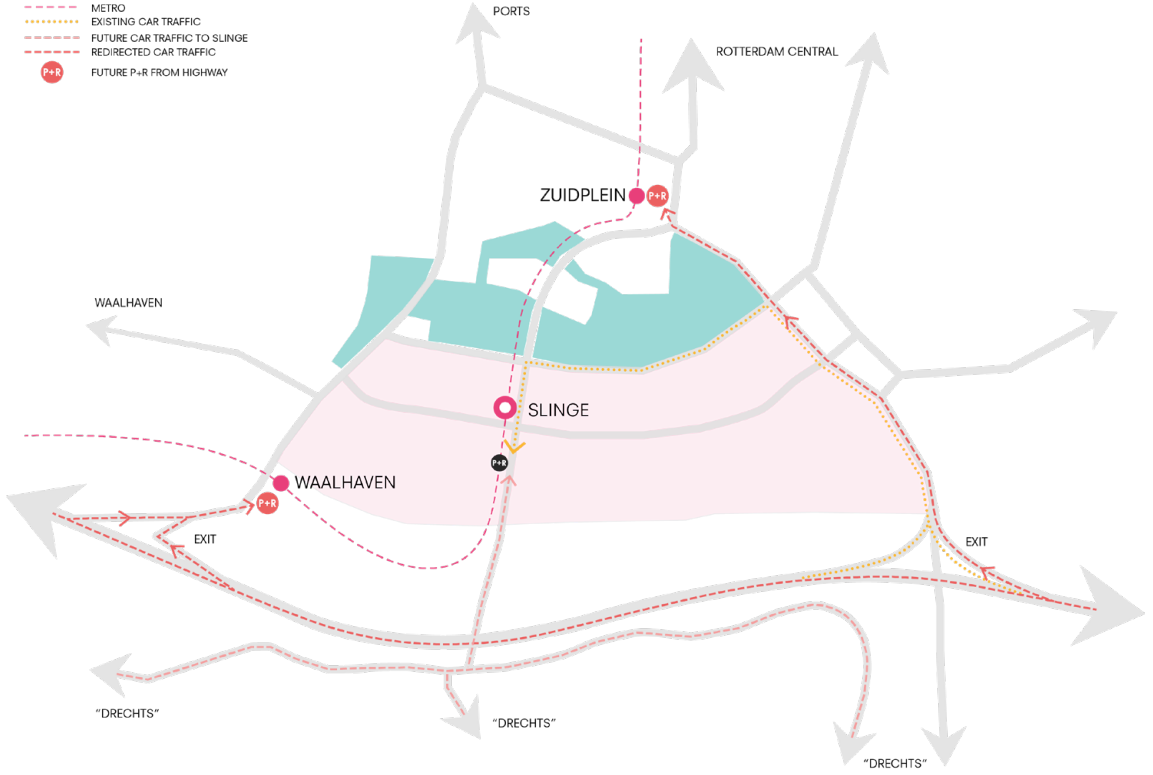 METRO
EXISTING CAR TRAFFIC
FUTURE CAR TRAFFIC TO SLINGE
REDIRECTED CAR TRAFFIC
P+R FUTURE P+R FROM HIGHWAY
PORTS
ROTTERDAM CENTRAL
ZUIDPLEIN P+R
WAALHAVEN
SLINGE
P+R
WAALHAVEN
P+R
EXIT
EXIT
"DRECHTS"
"DRECHTS"
"DRECHTS"